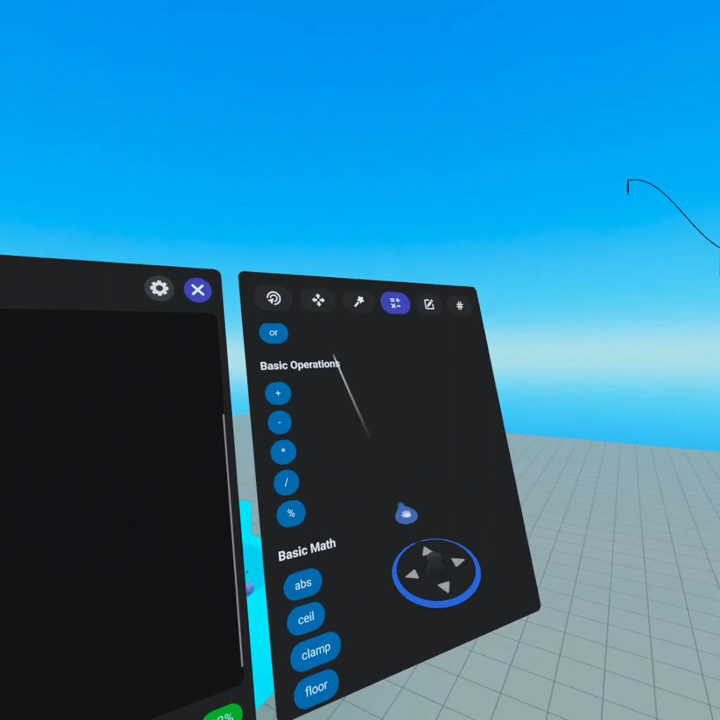 #
or
Basic Operations
+
-
*
/
%
Basic Math
abs
ceil
clamp
floor